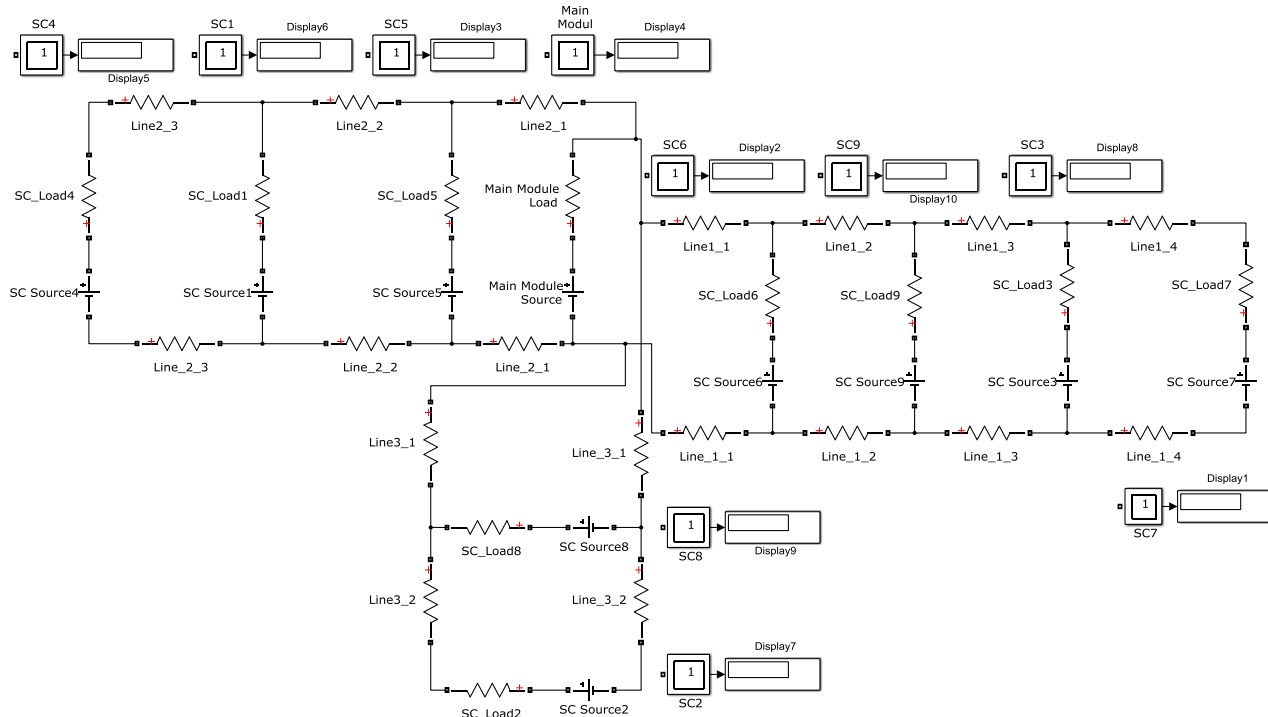 SC4
1
Display5
SC1
1
Display6
SC5
1
Display3
Main
Modul
1
Display4
Line2_3
Line2_2
Line2_1
SC6
1
Display2
SC9
1
Display10
SC3
1
Display8
SC_Load4
SC_Load1
SC_Load5
Main Module
Load
Line1_1
Line1_2
Line1_3
Line1_4
SC Source4
SC Source1
SC Source5
Main Module
Source
SC_Load6
SC_Load9
SC_Load3
SC_Load7
Line_2_3
Line_2_2
Line_2_1
SC Source6
SC Source9
SC Source3
SC Source7
Line3_1
Line_3_1
Line_1_1
Line_1_2
Line_1_3
Line_1_4
Display1
1
SC7
SC_Load8
SC Source8
1
SC8
Display9
Line3_2
Line_3_2
Display7
1
SC2
SC_Load2
SC Source2